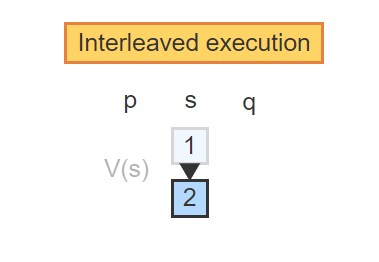 Interleaved execution
p s q
1
V(s)
2